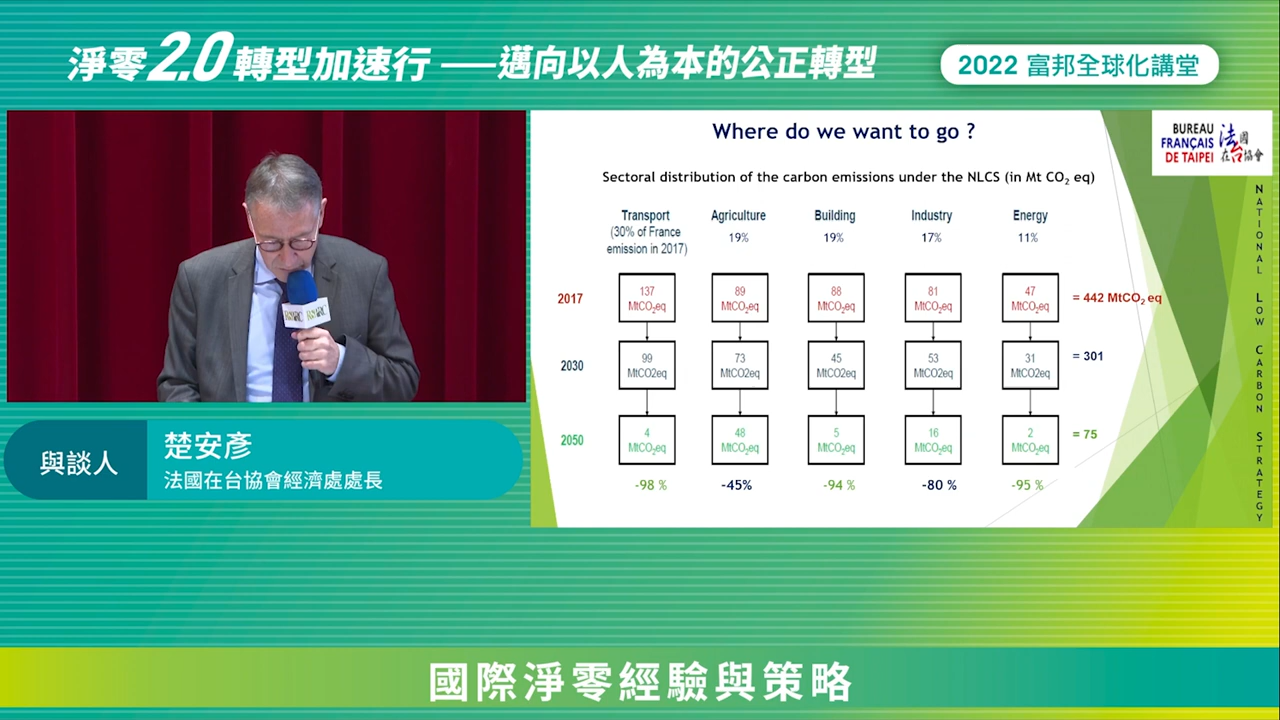 淨零2.0轉型加速行——邁向以人為本的公正轉型
2022 富邦全球化講堂
與談人
楚安彥
法國在台協會經濟處處長
Where do we want to go ?
BUREAU
FRANÇAIS
DE TAIPEI
法國
在台協會
Sectoral distribution of the carbon emissions under the NLCS (in Mt CO2 eq)
Transport
(30% of France
emission in 2017)
Agriculture
19%
Building
19%
Industry
17%
Energy
11%
2017
137
MtCO2eq
89
MtCO2eq
88
MtCO2eq
81
MtCO2eq
47
MtCO2eq
= 442 MtCO2 eq
2030
99
MtCO2eq
73
MtCO2eq
45
MtCO2eq
53
MtCO2eq
31
MtCO2eq
= 301
2050
4
MtCO2eq
48
MtCO2eq
5
MtCO2eq
16
MtCO2eq
2
MtCO2eq
= 75
-98 %
-45%
-94 %
-80 %
-95 %
NATIONAL LOW CARBON STRATEGY
國際淨零經驗與策略